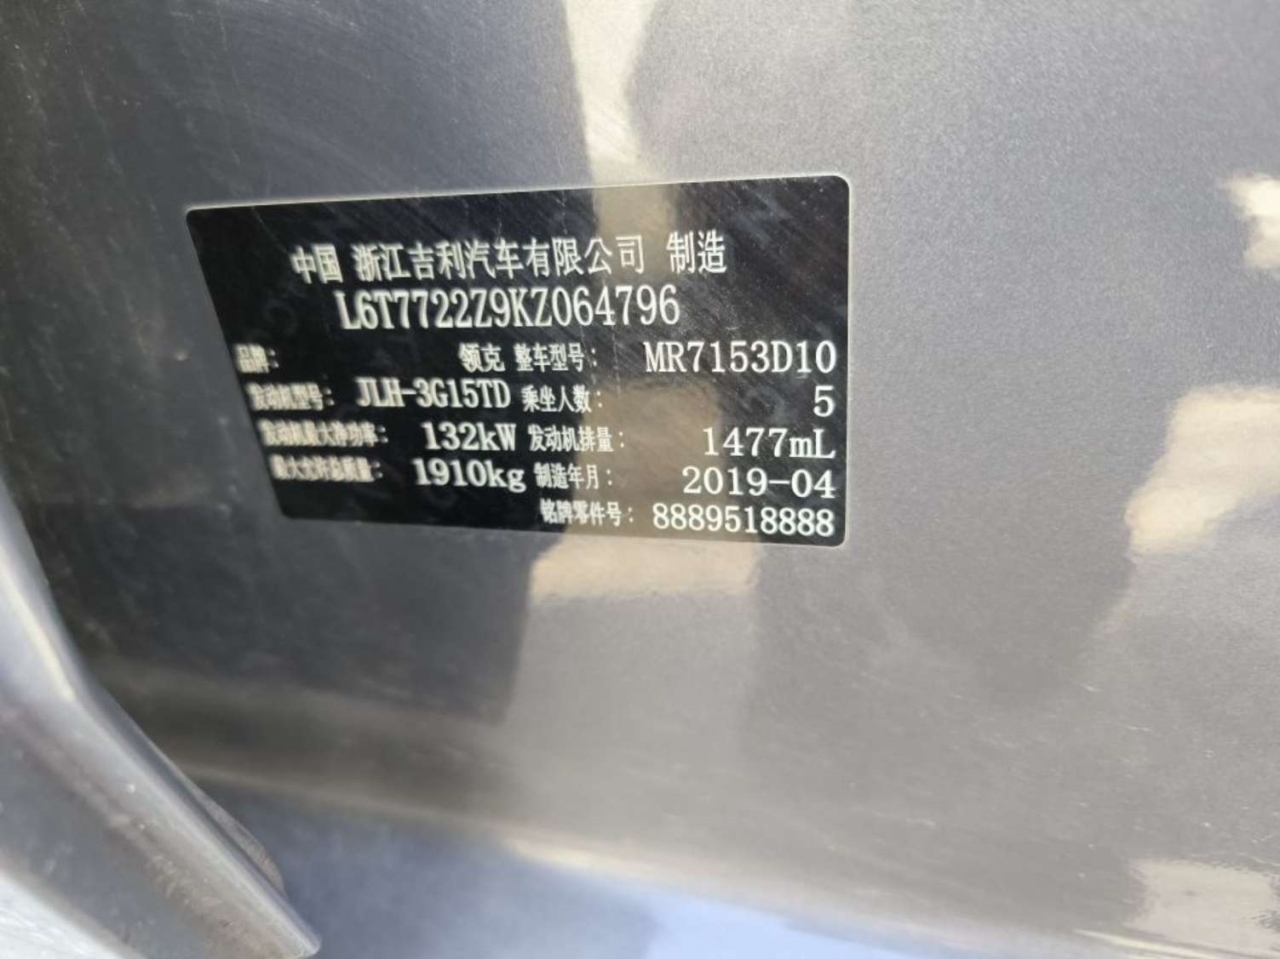 中国 浙江吉利汽车有限公司 制造
L6T7722Z9KZ064796
品牌: 领克 整车型号: MR7153D10
发动机型号: JLH-3G15TD 乘坐人数: 5
发动机最大净功率: 132kW 发动机排量: 1477mL
最大允许总质量: 1910kg 制造年月: 2019-04
铭牌零件号: 8889518888